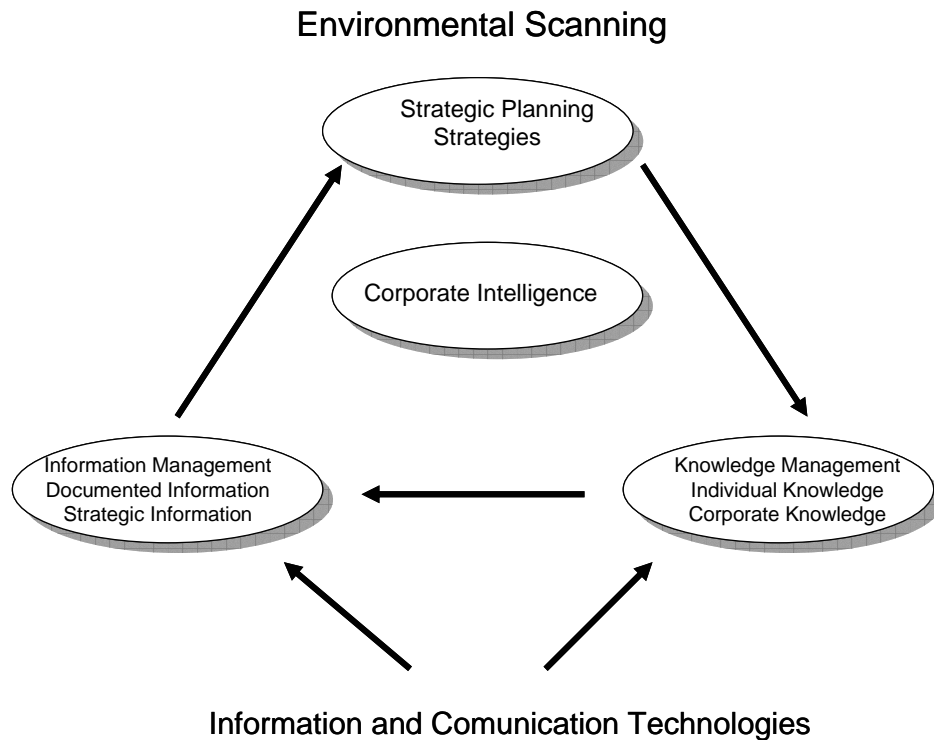 Environmental Scanning
Strategic Planning
Strategies
Corporate Intelligence
Information Management
Documented Information
Strategic Information
Knowledge Management
Individual Knowledge
Corporate Knowledge
Information and Comunication Technologies